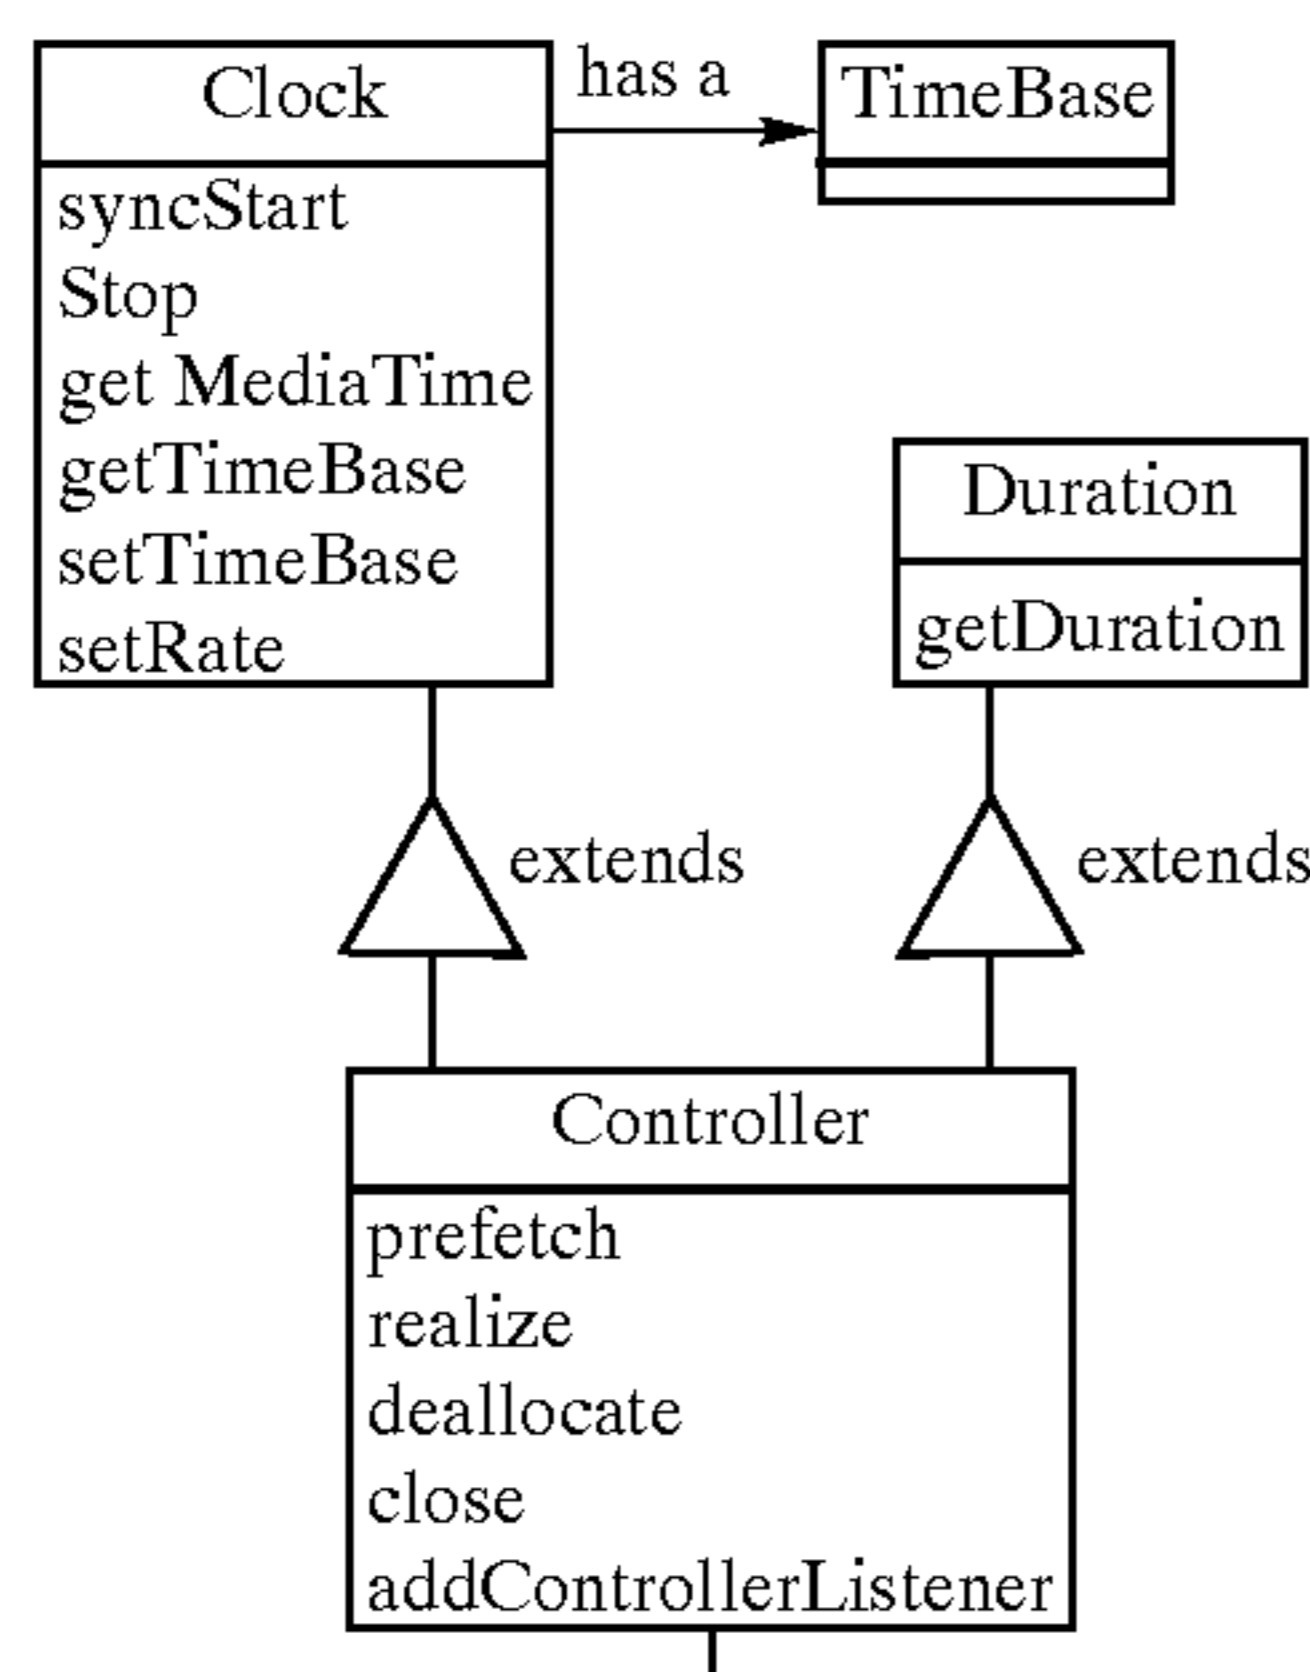 Clock
has a
TimeBase
syncStart
Stop
get MediaTime
getTimeBase
setTimeBase
setRate
Duration
getDuration
extends
extends
Controller
prefetch
realize
deallocate
close
addControllerListener